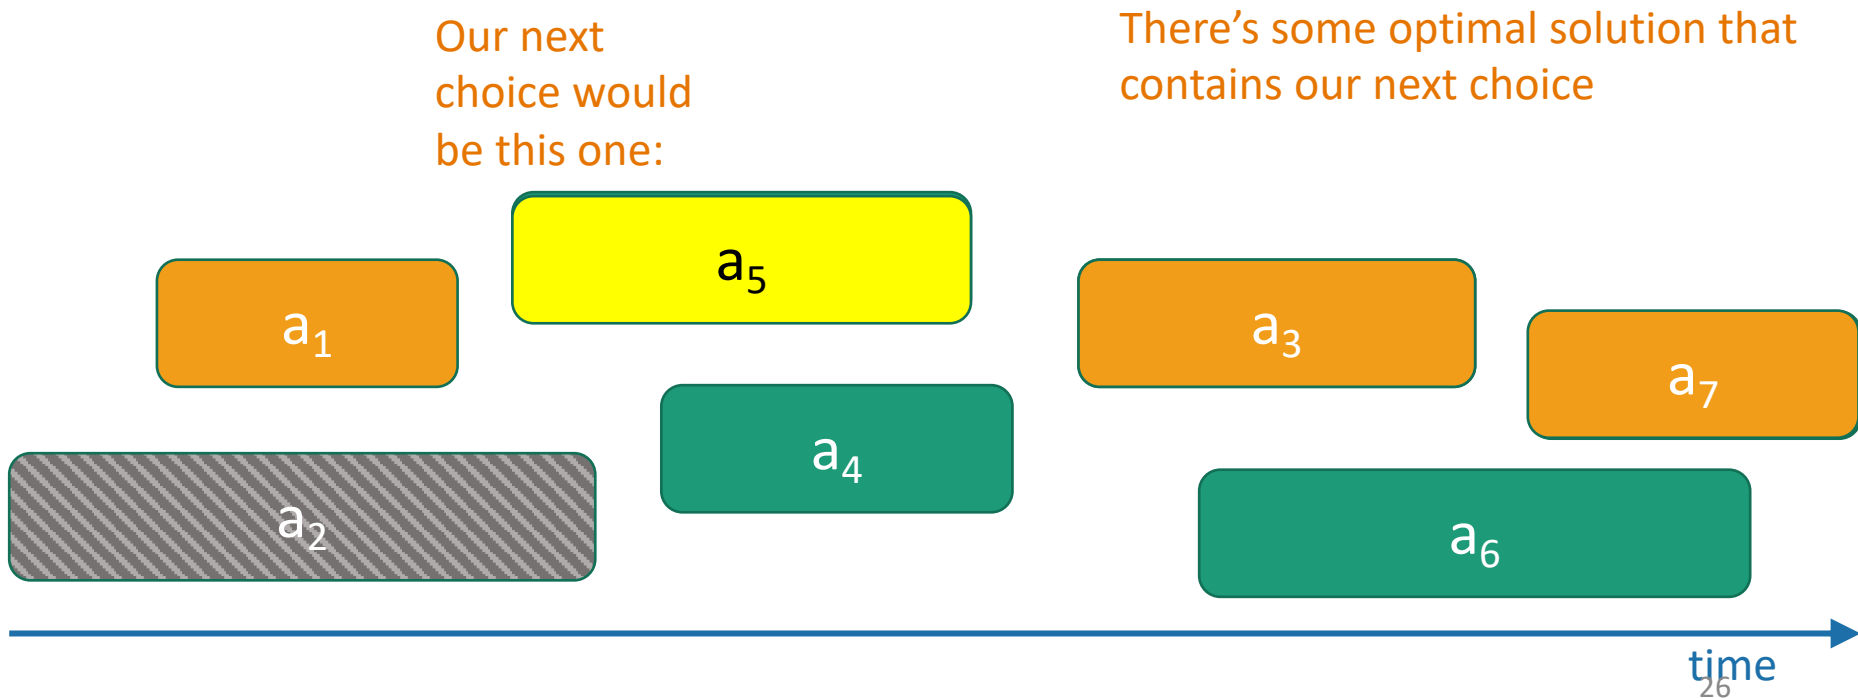 Our next
choice would
be this one:
There's some optimal solution that
contains our next choice
a5
a1
a3
a7
a4
a2
a6
time
26